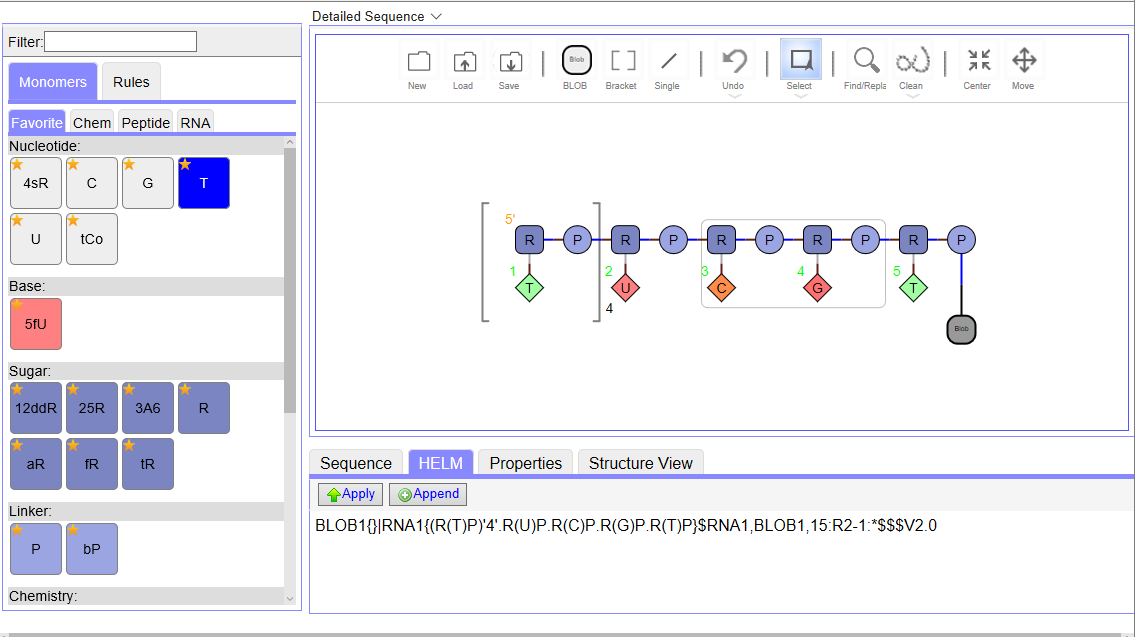 Detailed Sequence
Filter:
Monomers Rules
Favorite Chem Peptide RNA
Nucleotide:
4sR C G T
U tCo
Base:
5fU
Sugar:
12ddR 25R 3A6 R
aR fR tR
Linker:
P bP
Chemistry:
Blob
New Load Save BLOB Bracket Single Undo Select Find/Repla Clean Center Move
5'
R P R P R P R P R P
1 2 3 4 5
T U C G T
4
Blob
Sequence HELM Properties Structure View
Apply Append
BLOB1{}|RNA1{(R(T)P)'4'.R(U)P.R(C)P.R(G)P.R(T)P}$RNA1,BLOB1,15:R2-1:*$$$V2.0